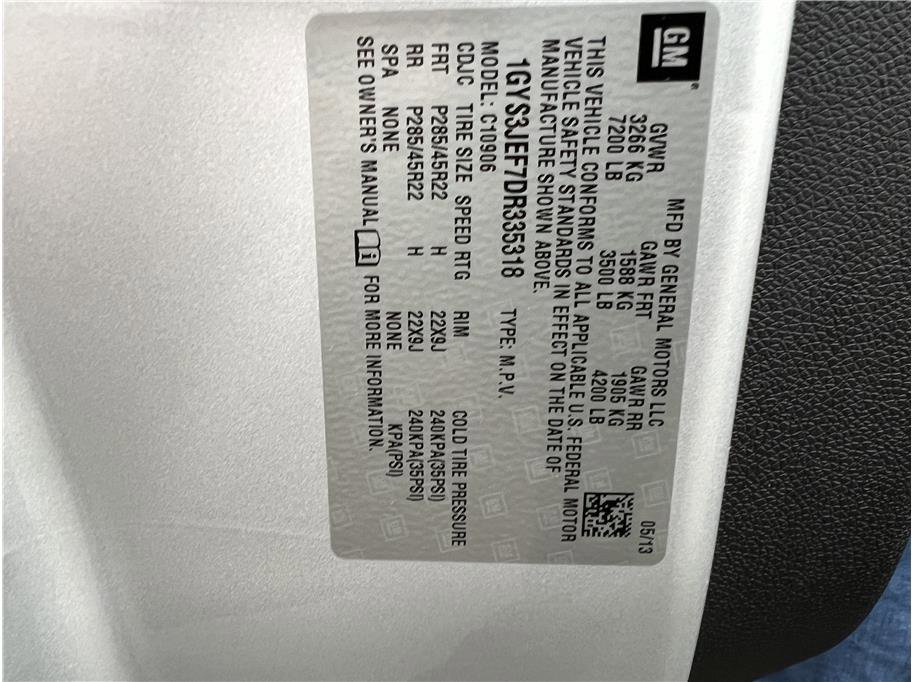 GM
MFD BY GENERAL MOTORS LLC 05/13
GVWR GAWR FRT GAWR RR
3266 KG 1588 KG 1905 KG
7200 LB 3500 LB 4200 LB
THIS VEHICLE CONFORMS TO ALL APPLICABLE U.S. FEDERAL MOTOR
VEHICLE SAFETY STANDARDS IN EFFECT ON THE DATE OF
MANUFACTURE SHOWN ABOVE.
1GYS3JEF7DR335318 TYPE: M.P.V.
MODEL: C10906
CDJC TIRE SIZE SPEED RTG RIM COLD TIRE PRESSURE
FRT P285/45R22 H 22X9J 240KPA(35PSI)
RR P285/45R22 H 22X9J 240KPA(35PSI)
SPA NONE NONE KPA(PSI)
SEE OWNER'S MANUAL FOR MORE INFORMATION.